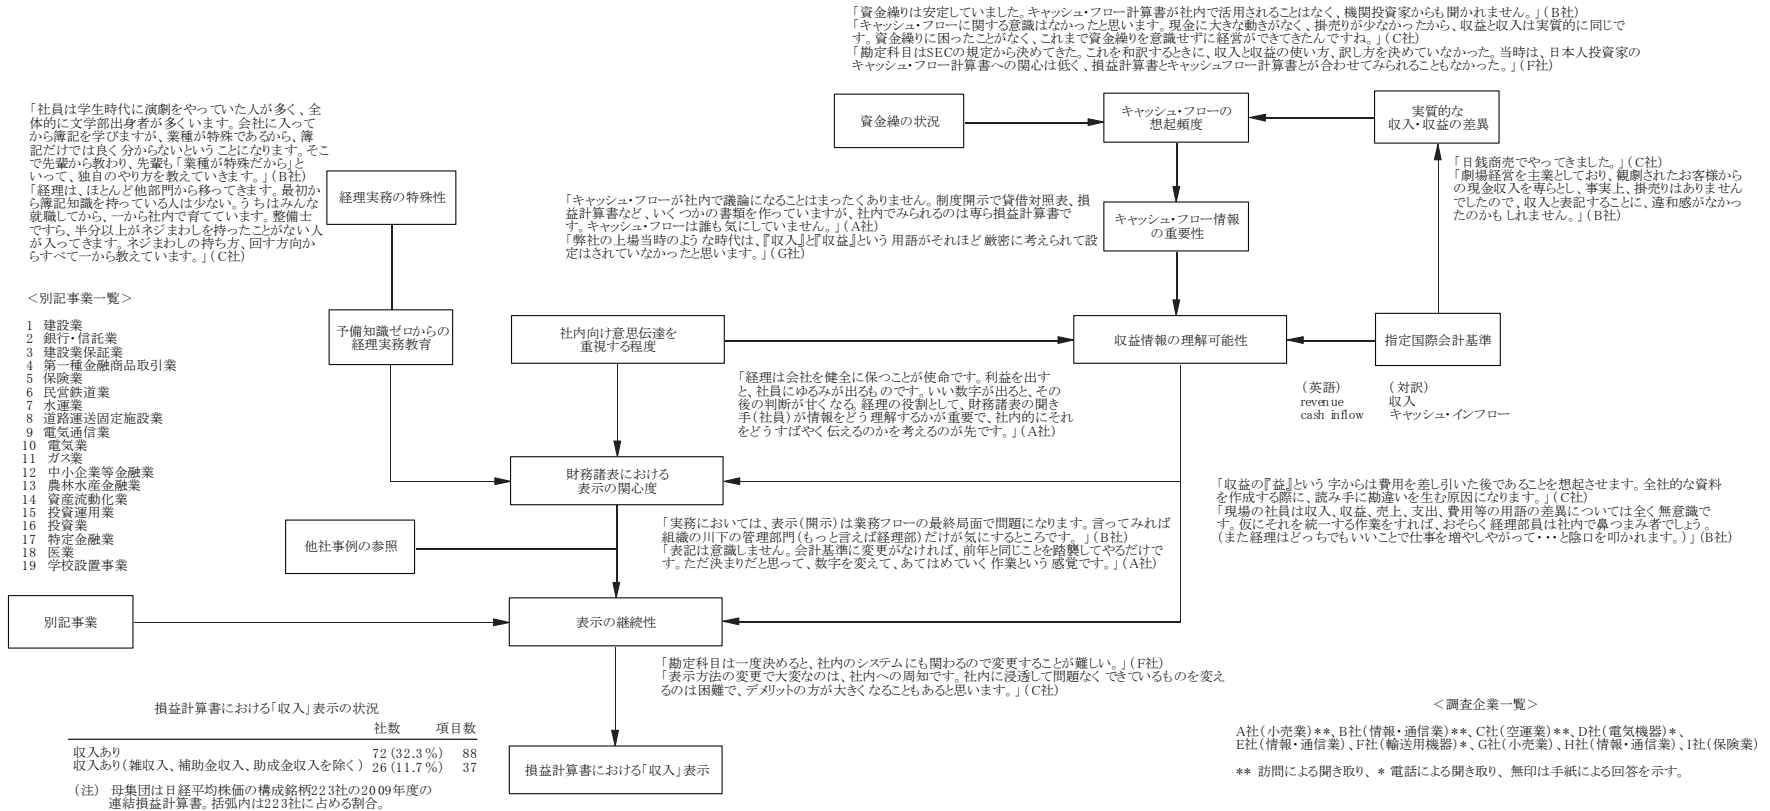 「資金繰りは安定していました。キャッシュ・フロー計算書が社内で活用されることはなく、機関投資家からも聞かれません。」(B社)
「キャッシュ・フローに関する意識はなかったと思います。現金に大きな動きがなく、掛売りが少なかったから、収益と収入は実質的に同じで
す。資金繰りに困ったことがなく、これまで資金繰りを意識せずに経営ができてきたんですね。」(C社)
「勘定科目はSECの規定から決めてきた。これを和訳するときに、収入と収益の使い方、訳し方を決めていなかった。当時は、日本人投資家の
キャッシュ・フロー計算書への関心は低く、損益計算書とキャッシュフロー計算書とが合わせてみられることもなかった。」(F社)
「社員は学生時代に演劇をやっていた人が多く、全
体的に文学部出身者が多くいます。会社に入って
から簿記を学びますが、業種が特殊であるから、簿
記だけでは良く分からないということになります。そこ
で先輩から教わり、先輩も「業種が特殊だから」と
いって、独自のやり方を教えていきます。」(B社)
「経理は、ほとんど他部門から移ってきます。最初か
ら簿記知識を持っている人は少ない。うちはみんな
就職してから、一から社内で育てています。整備士
ですら、半分以上がネジまわしを持ったことがない人
が入ってきます。ネジまわしの持ち方、回す方向か
らすべて一から教えています。」(C社)
経理実務の特殊性
資金繰の状況
キャッシュ・フローの
想起頻度
実質的な
収入・収益の差異
「日銭商売でやってきました。」(C社)
「劇場経営を主業としており、観劇されたお客様から
の現金収入を専らとし、事実上、掛売りはありません
でしたので、収入と表記することに、違和感がなかっ
たのかもしれません。」(B社)
「キャッシュ・フローが社内で議論になることはまったくありません。制度開示で貸借対照表、損
益計算書など、いくつかの書類を作っていますが、社内でみられるのは専ら損益計算書で
す。キャッシュ・フローは誰も気にしていません。」(A社)
「弊社の上場当時のような時代は、『収入』と『収益』という用語がそれほど厳密に考えられて設
定はされていなかったと思います。」(G社)
キャッシュ・フロー情報
の重要性
<別記事業一覧>
1 建設業
2 銀行・信託業
3 建設業保証業
4 第一種金融商品取引業
5 保険業
6 民営鉄道業
7 水運業
8 道路運送固定施設業
9 電気通信業
10 電気業
11 ガス業
12 中小企業等金融業
13 農林水産金融業
14 資産流動化業
15 投資運用業
16 投資業
17 特定金融業
18 医業
19 学校設置事業
予備知識ゼロからの
経理実務教育
社内向け意思伝達を
重視する程度
収益情報の理解可能性
指定国際会計基準
(英語) (対訳)
revenue 収入
cash inflow キャッシュ・インフロー
「経理は会社を健全に保つことが使命です。利益を出す
と、社員にゆるみが出るものです。いい数字が出ると、その
後の判断が甘くなる。経理の役割として、財務諸表の聞き
手(社員)が情報をどう理解するかが重要で、社内的にそれ
をどうすばやく伝えるのかを考えるのが先です。」(A社)
財務諸表における
表示の関心度
「収益の『益』という字からは費用を差し引いた後であることを想起させます。全社的な資料
を作成する際に、読み手に勘違いを生む原因になります。」(C社)
「現場の社員は収入、収益、売上、支出、費用等の用語の差異については全く無意識で
す。仮にそれを統一する作業をすれば、おそらく経理部員は社内で鼻つまみ者でしょう。
(また経理はどっちでもいいことで仕事を増やしやがって・・・と陰口を叩かれます。)」(B社)
他社事例の参照
「実務においては、表示(開示)は業務フローの最終局面で問題になります。言ってみれば
組織の川下の管理部門(もっと言えば経理部)だけが気にするところです。」(B社)
「表記は意識しません。会計基準に変更がなければ、前年と同じことを踏襲してやるだけで
す。ただ決まりだと思って、数字を変えて、あてはめていく作業という感覚です。」(A社)
別記事業
表示の継続性
「勘定科目は一度決めると、社内のシステムにも関わるので変更することが難しい。」(F社)
「表示方法の変更で大変なのは、社内への周知です。社内に浸透して問題なくできているものを変え
るのは困難で、デメリットの方が大きくなることもあると思います。」(C社)
損益計算書における「収入」表示の状況
社数 項目数
収入あり 72(32.3%) 88
収入あり(雑収入、補助金収入、助成金収入を除く) 26(11.7%) 37
(注) 母集団は日経平均株価の構成銘柄223社の2009年度の
連結損益計算書。括弧内は223社に占める割合。
損益計算書における「収入」表示
<調査企業一覧>
A社(小売業)**、B社(情報・通信業)**、C社(空運業)**、D社(電気機器)*、
E社(情報・通信業)、F社(輸送用機器)*、G社(小売業)、H社(情報・通信業)、I社(保険業)
** 訪問による聞き取り、* 電話による聞き取り、無印は手紙による回答を示す。